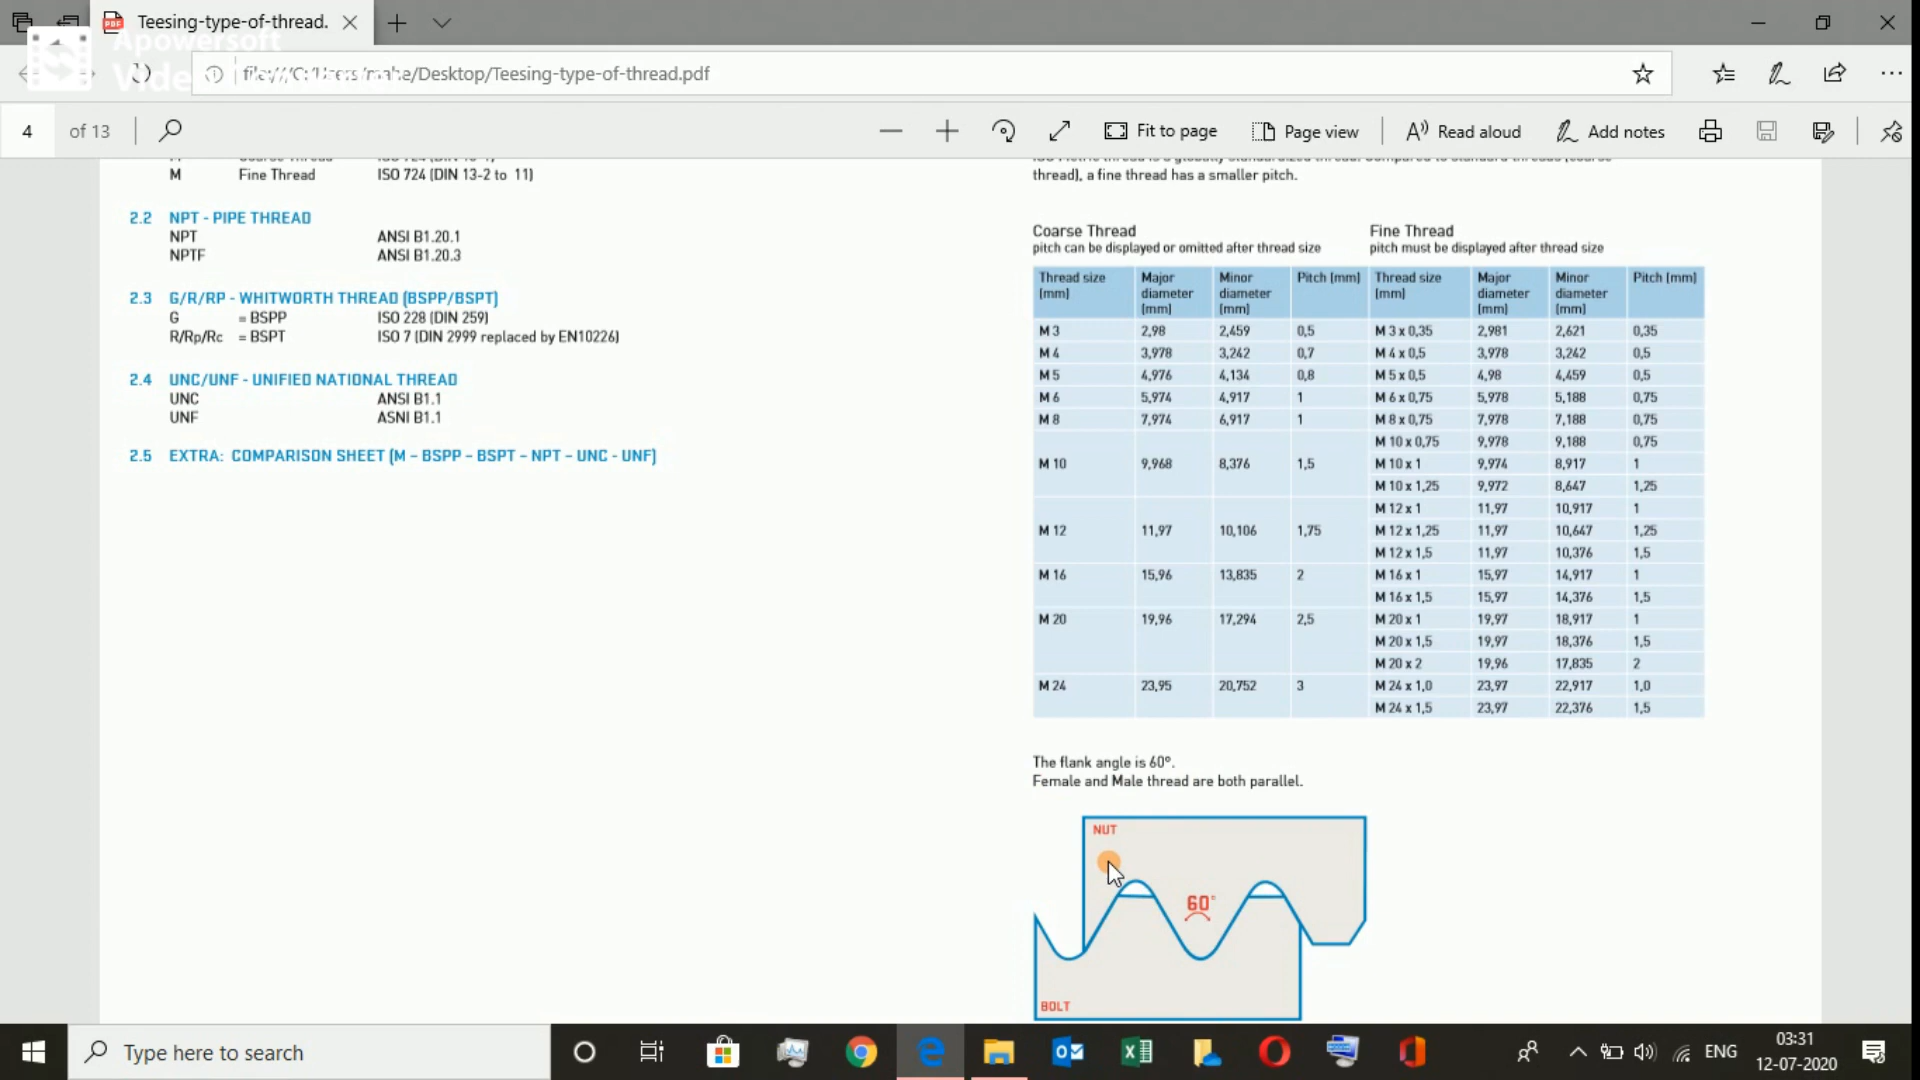 Teesing-type-of-thread.
Apowersoft
file:///C:/Users/mahe/Desktop/Teesing-type-of-thread.pdf
4 of 13
Fit to page
Page view
Read aloud
Add notes
M Fine Thread ISO 724 (DIN 13-2 to 11)
2.2 NPT - PIPE THREAD
NPT ANSI B1.20.1
NPTF ANSI B1.20.3
2.3 G/R/RP - WHITWORTH THREAD (BSPP/BSPT)
G = BSPP ISO 228 (DIN 259)
R/Rp/Rc = BSPT ISO 7 (DIN 2999 replaced by EN10226)
2.4 UNC/UNF - UNIFIED NATIONAL THREAD
UNC ANSI B1.1
UNF ASNI B1.1
2.5 EXTRA: COMPARISON SHEET (M – BSPP – BSPT – NPT – UNC - UNF)
thread), a fine thread has a smaller pitch.
Coarse Thread Fine Thread
pitch can be displayed or omitted after thread size pitch must be displayed after thread size
Thread size Major Minor Pitch (mm) Thread size Major Minor Pitch (mm)
(mm) diameter diameter (mm) diameter diameter
(mm) (mm) (mm) (mm)
M 3 2,98 2,459 0,5 M 3 x 0,35 2,981 2,621 0,35
M 4 3,978 3,242 0,7 M 4 x 0,5 3,978 3,242 0,5
M 5 4,976 4,134 0,8 M 5 x 0,5 4,98 4,459 0,5
M 6 5,974 4,917 1 M 6 x 0,75 5,978 5,188 0,75
M 8 7,974 6,917 1 M 8 x 0,75 7,978 7,188 0,75
M 10 x 0,75 9,978 9,188 0,75
M 10 9,968 8,376 1,5 M 10 x 1 9,974 8,917 1
M 10 x 1,25 9,972 8,647 1,25
M 12 x 1 11,97 10,917 1
M 12 11,97 10,106 1,75 M 12 x 1,25 11,97 10,647 1,25
M 12 x 1,5 11,97 10,376 1,5
M 16 15,96 13,835 2 M 16 x 1 15,97 14,917 1
M 16 x 1,5 15,97 14,376 1,5
M 20 19,96 17,294 2,5 M 20 x 1 19,97 18,917 1
M 20 x 1,5 19,97 18,376 1,5
M 20 x 2 19,96 17,835 2
M 24 23,95 20,752 3 M 24 x 1,0 23,97 22,917 1,0
M 24 x 1,5 23,97 22,376 1,5
The flank angle is 60º.
Female and Male thread are both parallel.
NUT
60°
BOLT
Type here to search
ENG
03:31
12-07-2020